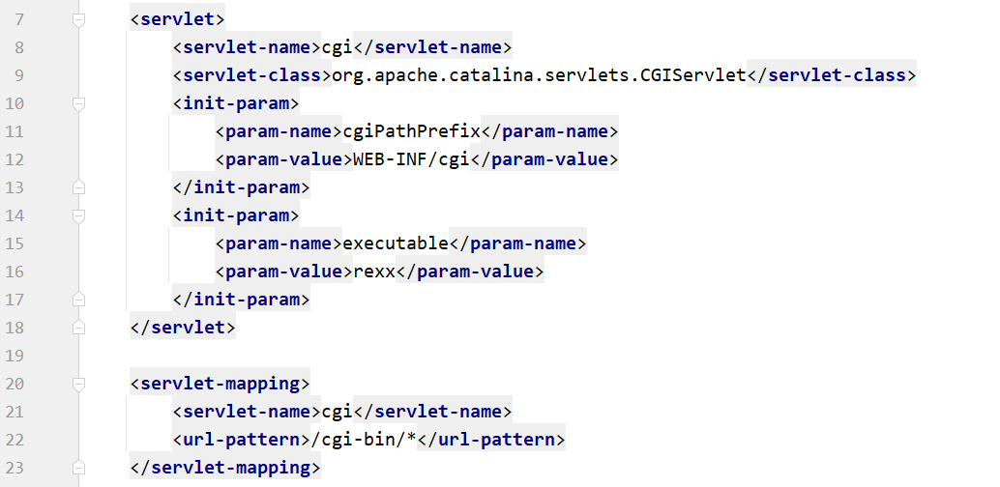 7 <servlet>
8 <servlet-name>cgi</servlet-name>
9 <servlet-class>org.apache.catalina.servlets.CGIServlet</servlet-class>
10 <init-param>
11 <param-name>cgiPathPrefix</param-name>
12 <param-value>WEB-INF/cgi</param-value>
13 </init-param>
14 <init-param>
15 <param-name>executable</param-name>
16 <param-value>rexx</param-value>
17 </init-param>
18 </servlet>
19
20 <servlet-mapping>
21 <servlet-name>cgi</servlet-name>
22 <url-pattern>/cgi-bin/*</url-pattern>
23 </servlet-mapping>